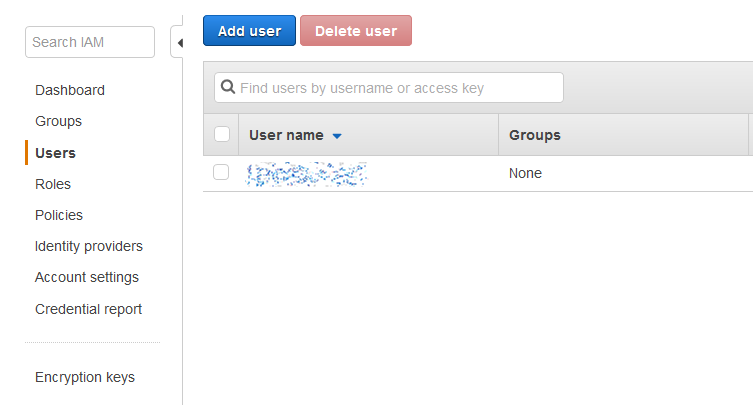 Search IAM
Dashboard
Groups
Users
Roles
Policies
Identity providers
Account settings
Credential report
Encryption keys
Add user Delete user
Find users by username or access key
User name Groups
None